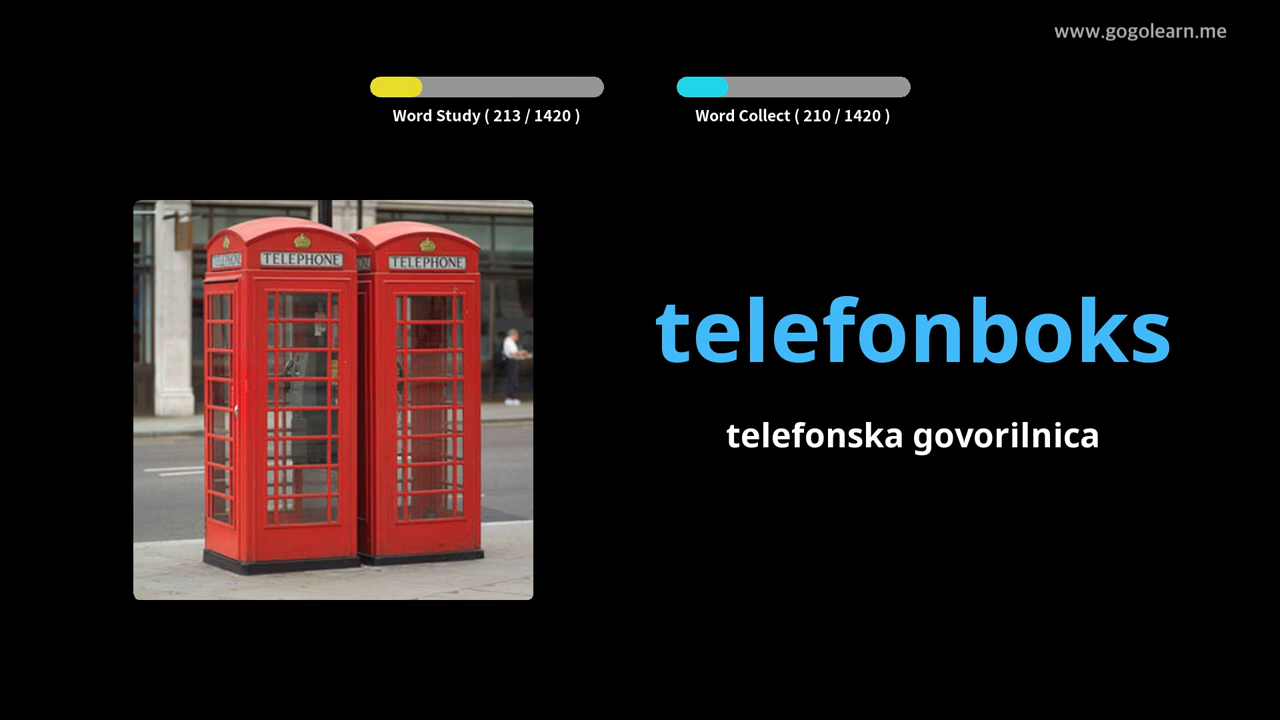 www.gogolearn.me
Word Study ( 213 / 1420 )
Word Collect ( 210 / 1420 )
TELEPHONE
TELEPHONE
telefonboks
telefonska govorilnica